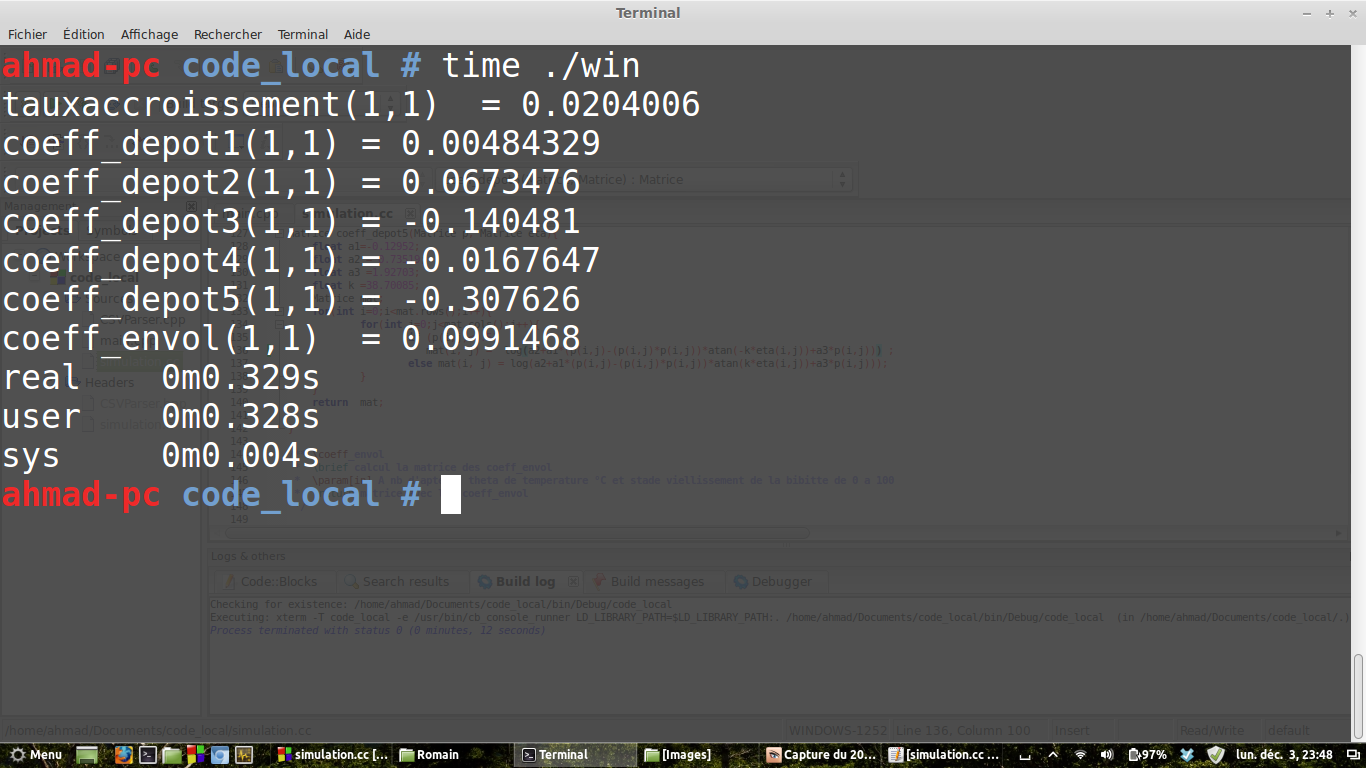 Terminal
Fichier Édition Affichage Rechercher Terminal Aide
ahmad-pc code_local # time ./win
tauxaccroissement(1,1)  = 0.0204006
coeff_depot1(1,1) = 0.00484329
coeff_depot2(1,1) = 0.0673476
coeff_depot3(1,1) = -0.140481
coeff_depot4(1,1) = -0.0167647
coeff_depot5(1,1) = -0.307626
coeff_envol(1,1)  = 0.0991468
real    0m0.329s
user    0m0.328s
sys     0m0.004s
ahmad-pc code_local #
Logs & others
Code::Blocks Search results Build log Build messages Debugger
Checking for existence: /home/ahmad/Documents/code_local/bin/Debug/code_local
Executing: xterm -T code_local -e /usr/bin/cb_console_runner LD_LIBRARY_PATH=$LD_LIBRARY_PATH:. /home/ahmad/Documents/code_local/bin/Debug/code_local  (in /home/ahmad/Documents/code_local/.)
Process terminated with status 0 (0 minutes, 12 seconds)
/home/ahmad/Documents/code_local/simulation.cc WINDOWS-1252 Line 136, Column 100 Insert Read/Write default
Menu simulation.cc [... Romain Terminal [Images] Capture du 20... [simulation.cc ... 97% lun. déc. 3, 23:48